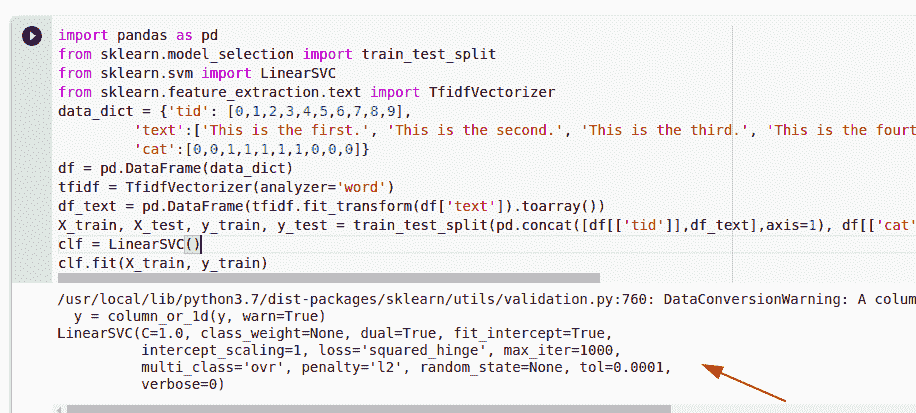 import pandas as pd
from sklearn.model_selection import train_test_split
from sklearn.svm import LinearSVC
from sklearn.feature_extraction.text import TfidfVectorizer
data_dict = {'tid': [0,1,2,3,4,5,6,7,8,9],
'text':['This is the first.', 'This is the second.', 'This is the third.', 'This is the fourt
'cat':[0,0,1,1,1,1,1,0,0,0]}
df = pd.DataFrame(data_dict)
tfidf = TfidfVectorizer(analyzer='word')
df_text = pd.DataFrame(tfidf.fit_transform(df['text']).toarray())
X_train, X_test, y_train, y_test = train_test_split(pd.concat([df[['tid']],df_text],axis=1), df[['cat'
clf = LinearSVC()
clf.fit(X_train, y_train)
/usr/local/lib/python3.7/dist-packages/sklearn/utils/validation.py:760: DataConversionWarning: A colum
y = column_or_1d(y, warn=True)
LinearSVC(C=1.0, class_weight=None, dual=True, fit_intercept=True,
intercept_scaling=1, loss='squared_hinge', max_iter=1000,
multi_class='ovr', penalty='l2', random_state=None, tol=0.0001,
verbose=0)